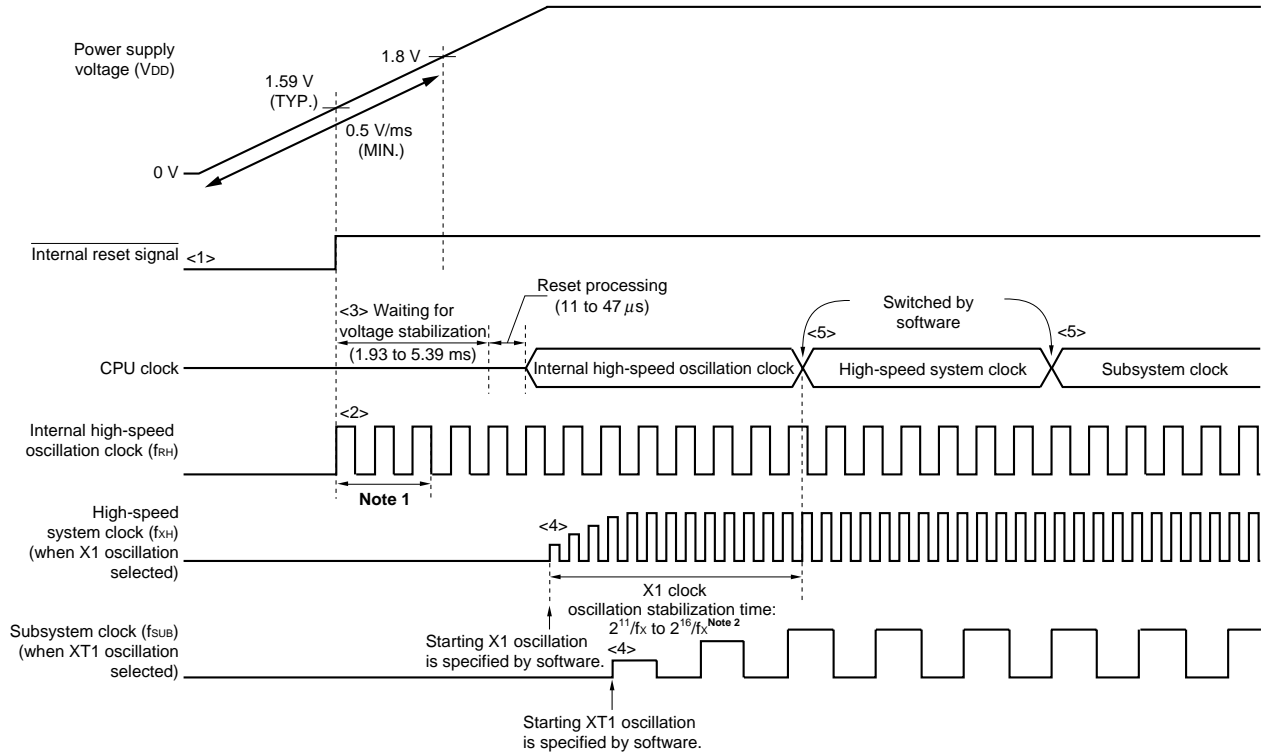 Power supply
voltage (VDD)
1.8 V
1.59 V
(TYP.)
0.5 V/ms
(MIN.)
0 V
Internal reset signal
<1>
Reset processing
(11 to 47 μs)
<3> Waiting for
voltage stabilization
(1.93 to 5.39 ms)
Switched by
software
<5>
<5>
CPU clock
Internal high-speed oscillation clock
High-speed system clock
Subsystem clock
<2>
Internal high-speed
oscillation clock (fRH)
Note 1
High-speed
system clock (fXH)
(when X1 oscillation
selected)
<4>
X1 clock
oscillation stabilization time:
2^11/fX to 2^16/fX^Note 2
Starting X1 oscillation
is specified by software.
Subsystem clock (fSUB)
(when XT1 oscillation
selected)
<4>
Starting XT1 oscillation
is specified by software.